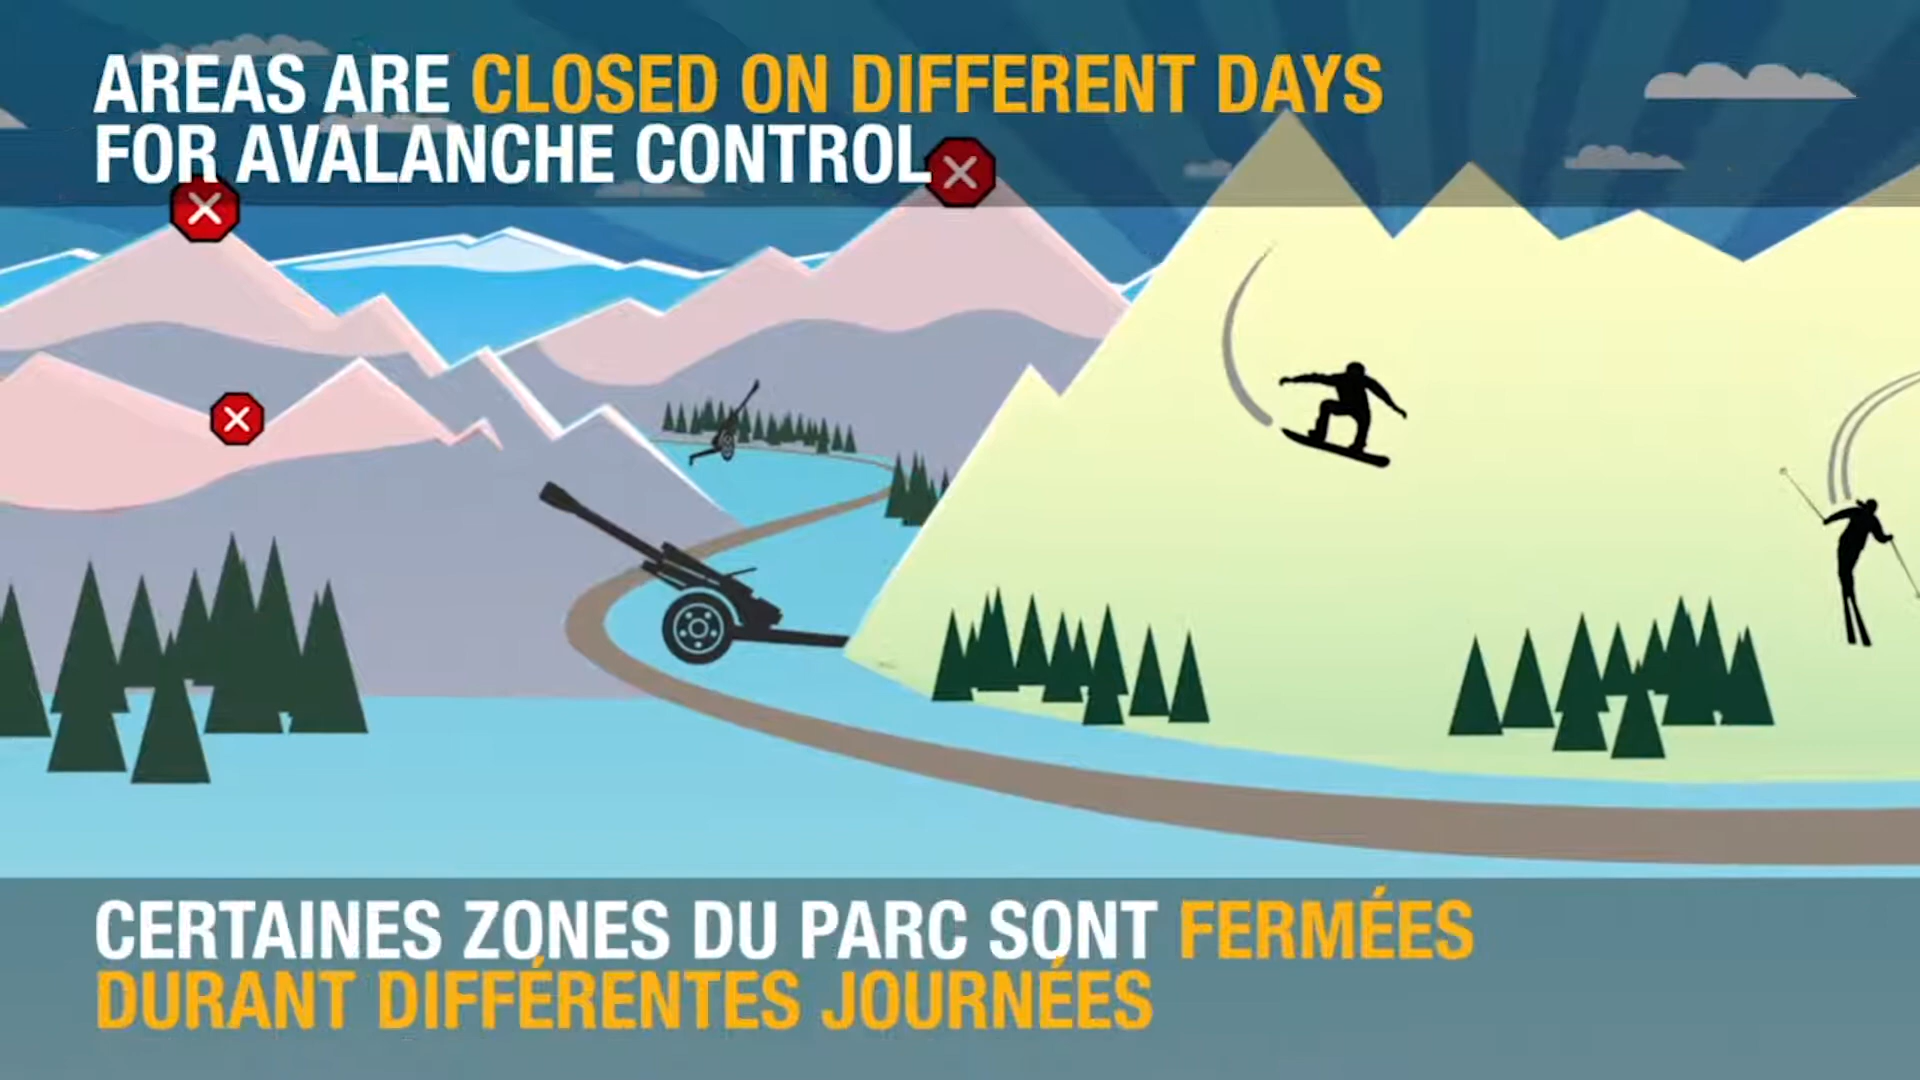 AREAS ARE CLOSED ON DIFFERENT DAYS
FOR AVALANCHE CONTROL
CERTAINES ZONES DU PARC SONT FERMÉES
DURANT DIFFÉRENTES JOURNÉES